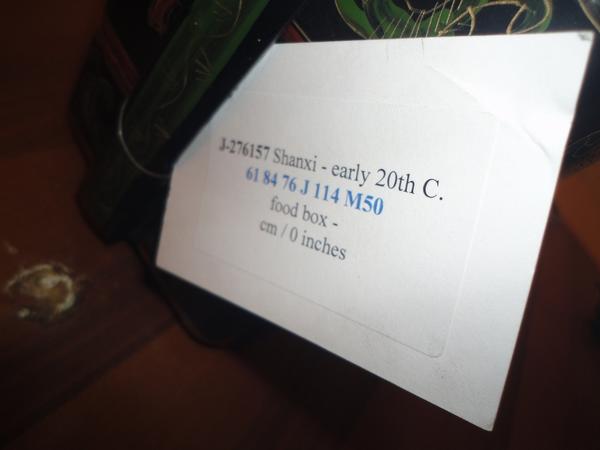 J-276157 Shanxi - early 20th C.
61 84 76 J 114 M50
food box -
cm / 0 inches